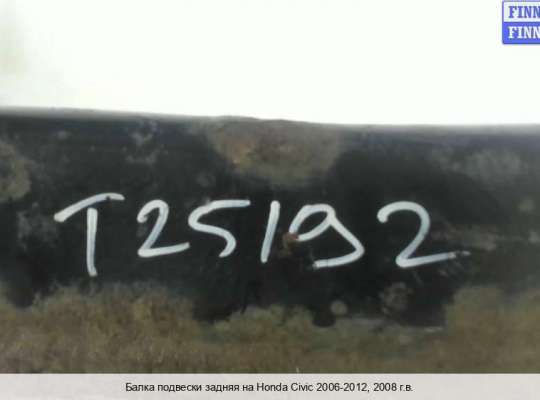 FINN
FINN
T25192
Балка подвески задняя на Honda Civic 2006-2012, 2008 г.в.